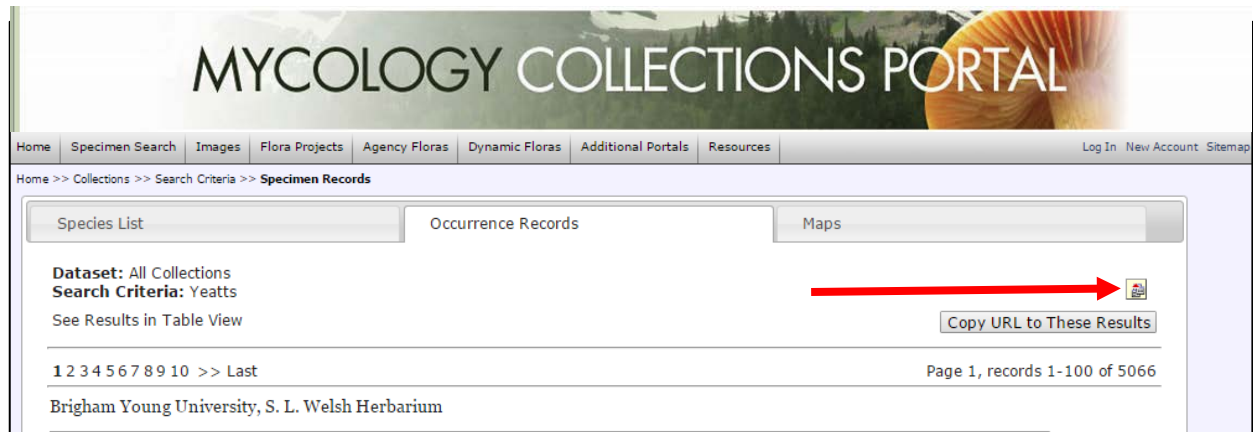 MYCOLOGY COLLECTIONS PORTAL
Home Specimen Search Images Flora Projects Agency Floras Dynamic Floras Additional Portals Resources Log In New Account Sitemap
Home >> Collections >> Search Criteria >> Specimen Records
Species List Occurrence Records Maps
Dataset: All Collections
Search Criteria: Yeatts
See Results in Table View Copy URL to These Results
1 2 3 4 5 6 7 8 9 10 >> Last Page 1, records 1-100 of 5066
Brigham Young University, S. L. Welsh Herbarium